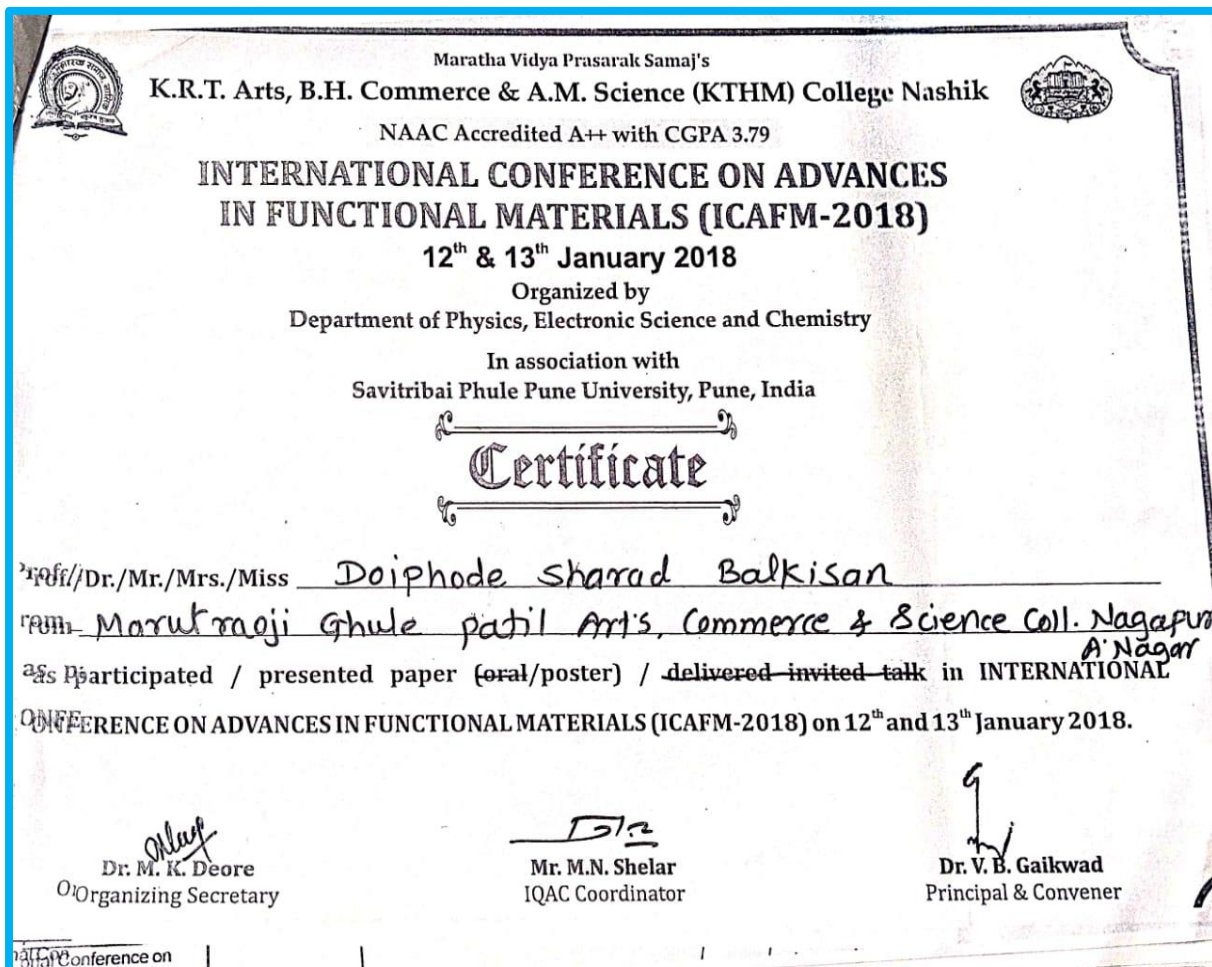 Maratha Vidya Prasarak Samaj's
K.R.T. Arts, B.H. Commerce & A.M. Science (KTHM) College Nashik
NAAC Accredited A++ with CGPA 3.79
INTERNATIONAL CONFERENCE ON ADVANCES
IN FUNCTIONAL MATERIALS (ICAFM-2018)
12th & 13th January 2018
Organized by
Department of Physics, Electronic Science and Chemistry
In association with
Savitribai Phule Pune University, Pune, India
Certificate
Prof./Dr./Mr./Mrs./Miss Doiphode Sharad Balkisan
from Marutraoji Ghule patil Art's, Commerce & Science Coll. Nagapur
A'Nagar
as Participated / presented paper (oral/poster) / delivered invited talk in INTERNATIONAL
CONFERENCE ON ADVANCES IN FUNCTIONAL MATERIALS (ICAFM-2018) on 12th and 13th January 2018.
Dr. M. K. Deore
Organizing Secretary
Mr. M.N. Shelar
IQAC Coordinator
Dr. V. B. Gaikwad
Principal & Convener
Conference on